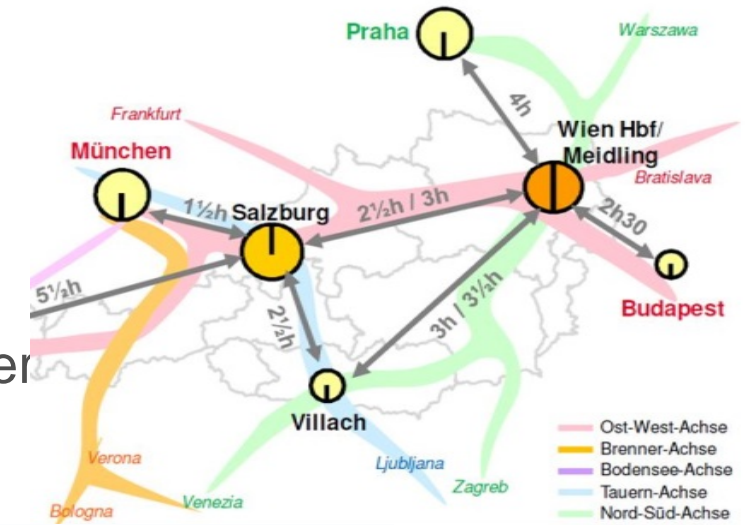 Praha
Warszawa
4h
Frankfurt
Wien Hbf/
Meidling
München
Bratislava
1½h
Salzburg
2½h / 3h
2h30
5½h
Budapest
2½h
3h / 3½h
er
Villach
Ost-West-Achse
Brenner-Achse
Bodensee-Achse
Tauern-Achse
Nord-Süd-Achse
Verona
Ljubljana
Zagreb
Venezia
Bologna